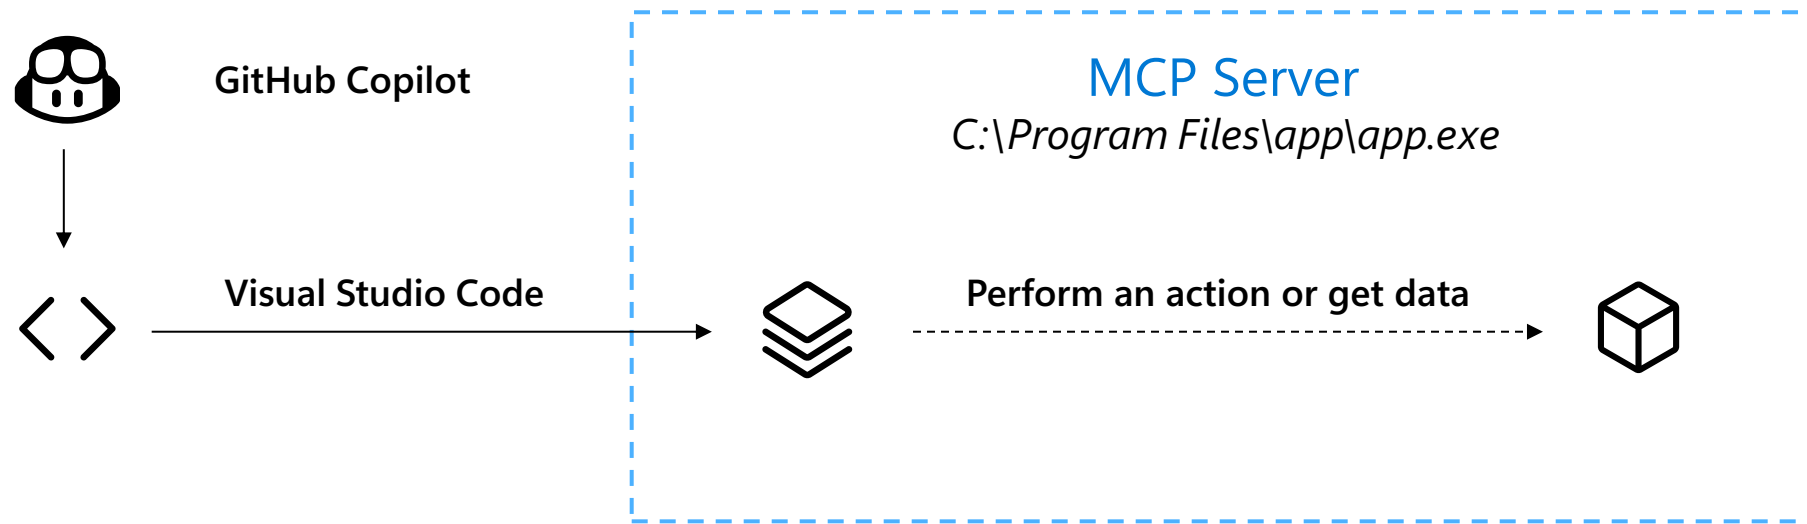 GitHub Copilot
MCP Server
C:\Program Files\app\app.exe
Visual Studio Code
Perform an action or get data